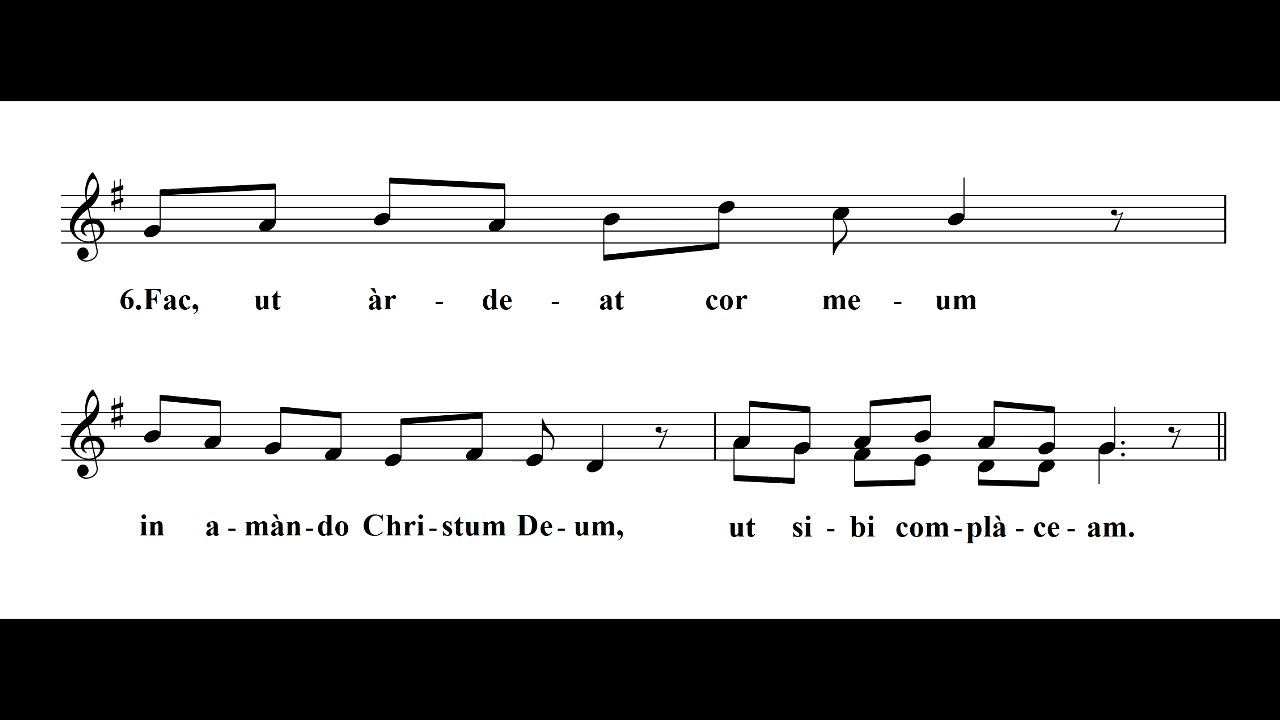 6.Fac, ut àr - de - at cor me - um
in a - màn - do Chri - stum De - um, ut si - bi com - plà - ce - am.